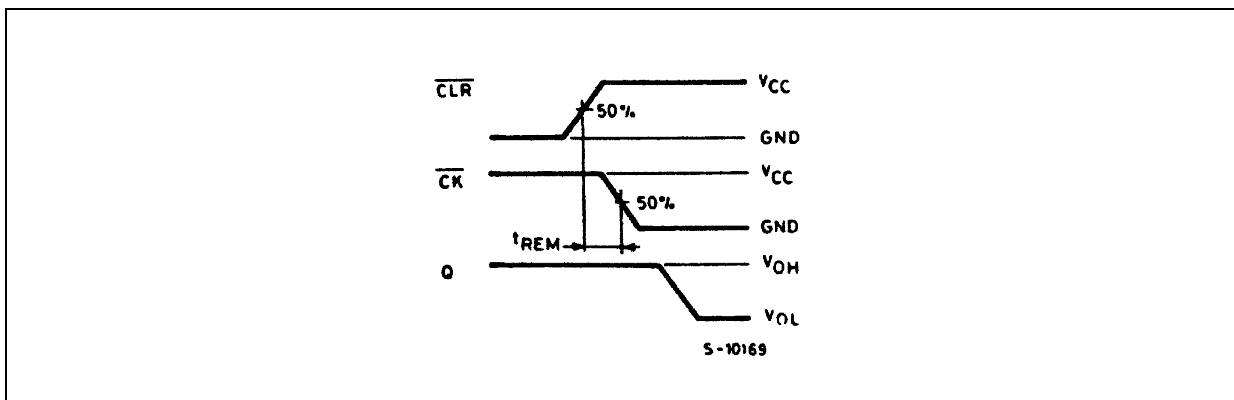 CLR
VCC
50%
GND
CK
VCC
50%
GND
tREM
Q
VOH
VOL
S-10169